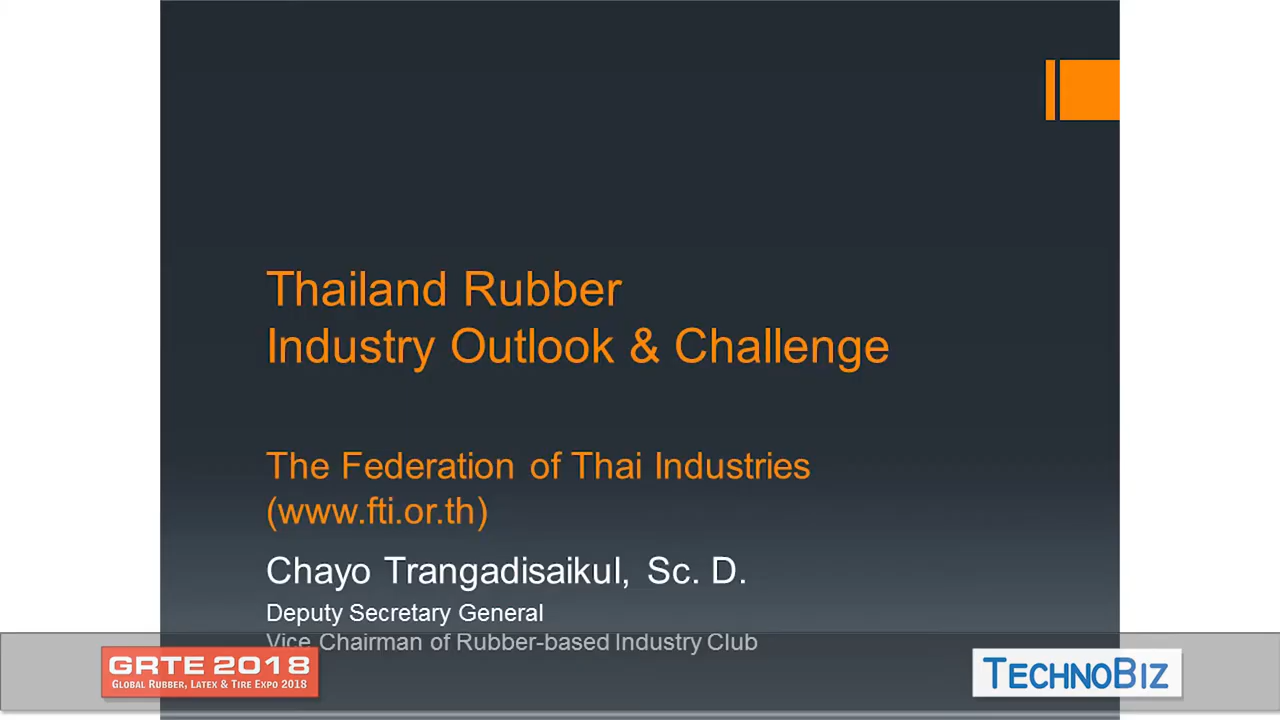 Thailand Rubber
Industry Outlook & Challenge
The Federation of Thai Industries
(www.fti.or.th)
Chayo Trangadisaikul, Sc. D.
Deputy Secretary General
Vice Chairman of Rubber-based Industry Club
GRTE 2018
GLOBAL RUBBER, LATEX & TIRE EXPO 2018
TECHNOBIZ